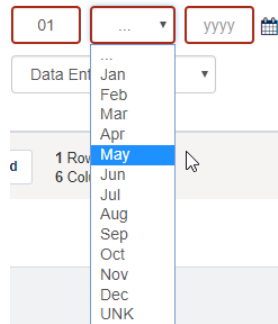 01 ... yyyy
...
Data Ent Jan
Feb
Mar
Apr
d 1 Row May
6 Col Jun
Jul
Aug
Sep
Oct
Nov
Dec
UNK